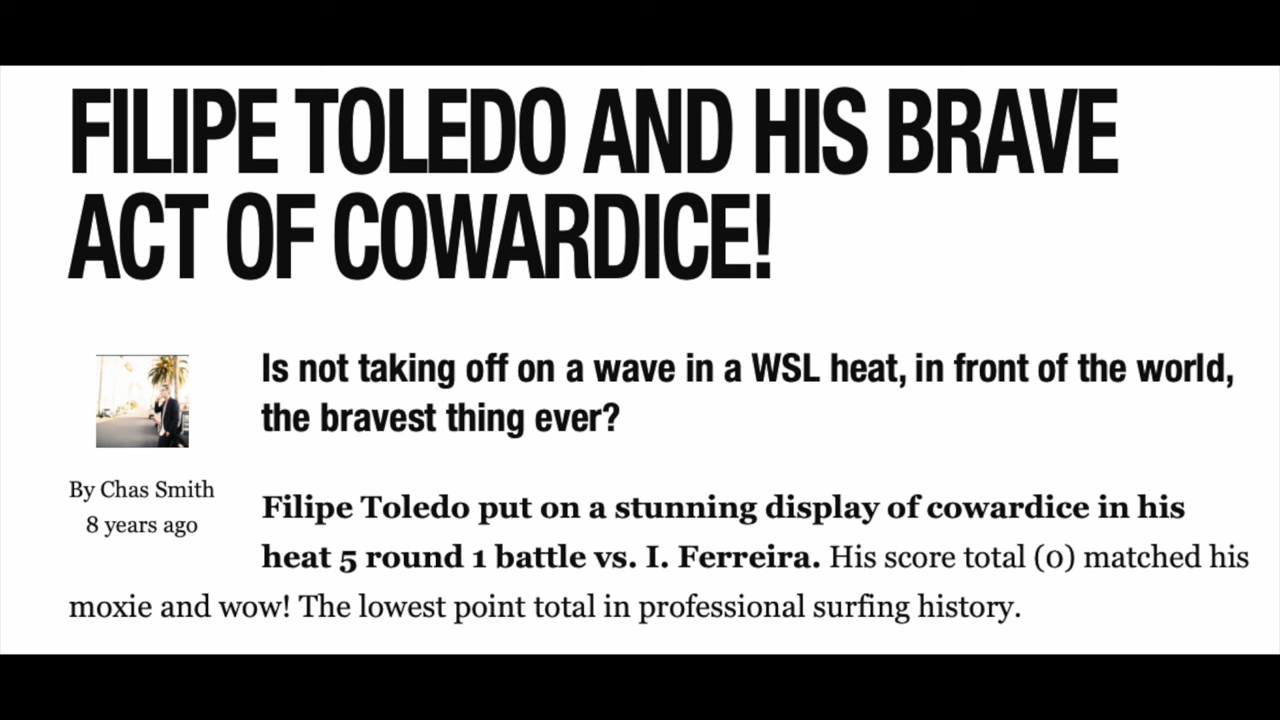 FILIPE TOLEDO AND HIS BRAVE
ACT OF COWARDICE!
Is not taking off on a wave in a WSL heat, in front of the world,
the bravest thing ever?
By Chas Smith
8 years ago
Filipe Toledo put on a stunning display of cowardice in his
heat 5 round 1 battle vs. I. Ferreira. His score total (0) matched his
moxie and wow! The lowest point total in professional surfing history.